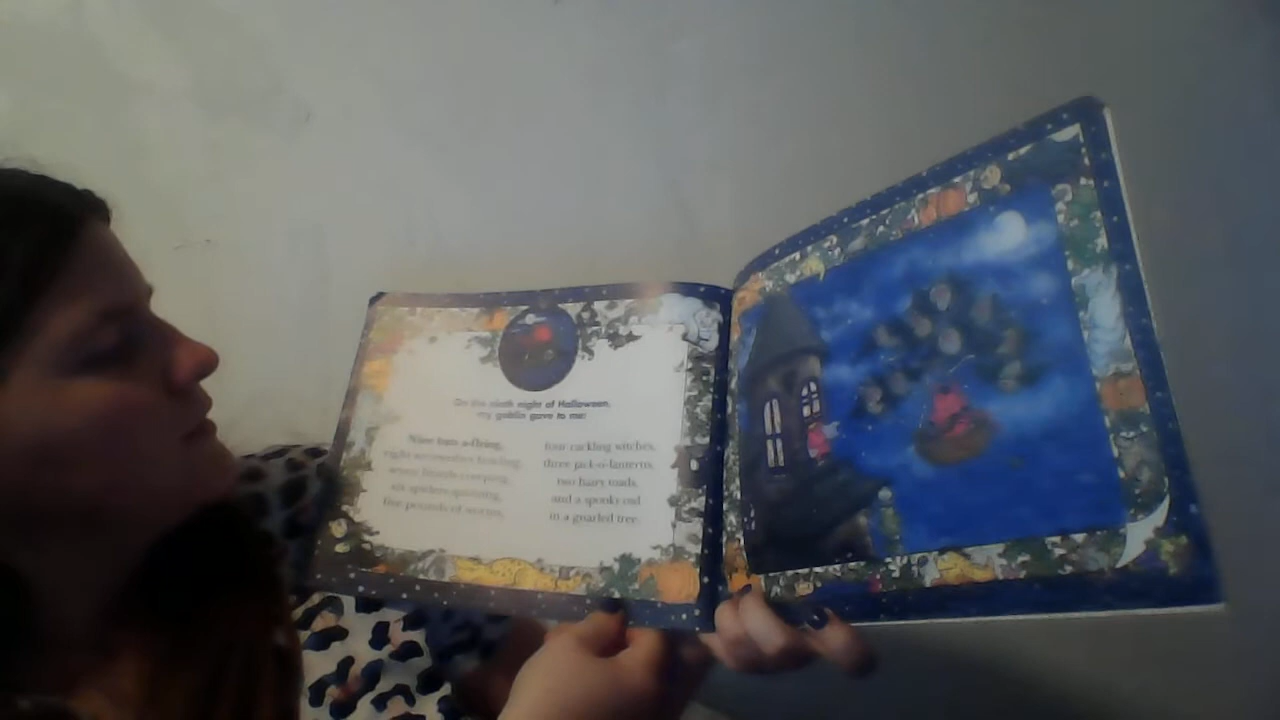 On the ninth night of Halloween,
my goblin gave to me:
Nine bats a-flying,
eight werewolves howling,
seven lizards creeping,
six spiders spinning,
five pounds of worms,
four cackling witches,
three jack-o'-lanterns,
two hairy toads,
and a spooky owl
in a gnarled tree.